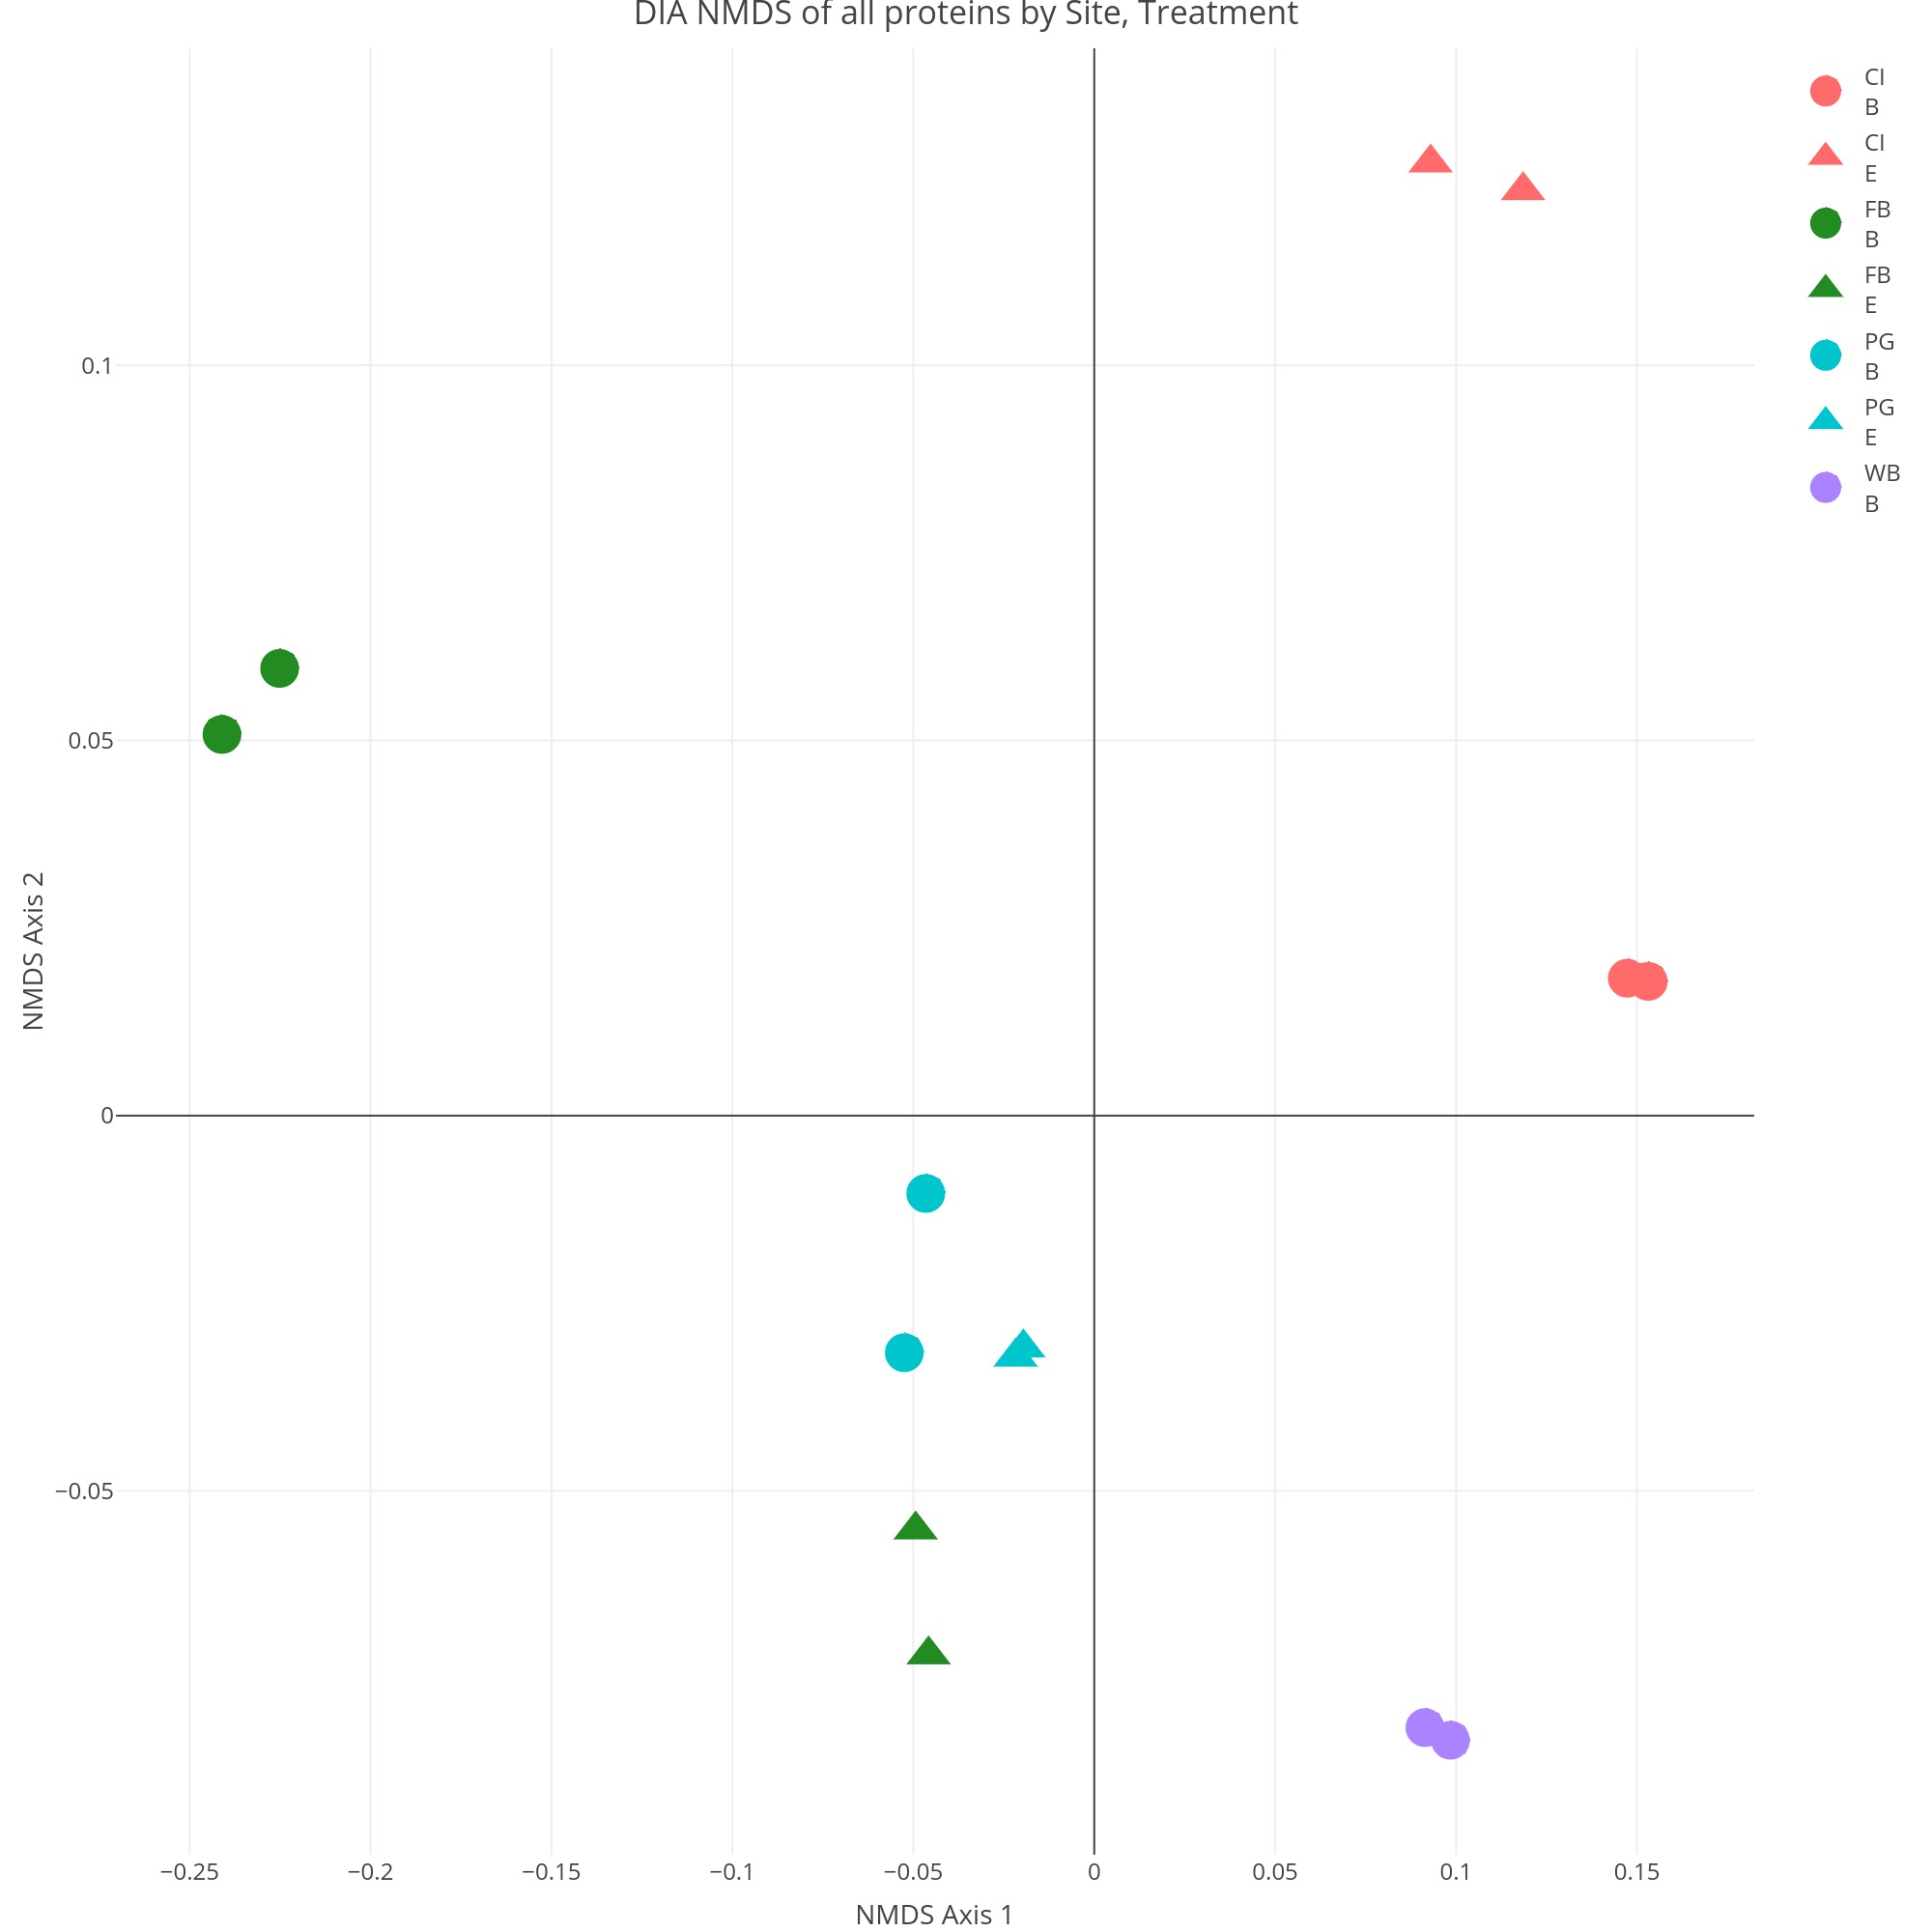 DIA NMDS of all proteins by Site, Treatment
CI
B
CI
E
FB
B
FB
E
PG
B
PG
E
WB
B
0.1
0.05
0
−0.05
NMDS Axis 2
−0.25
−0.2
−0.15
−0.1
−0.05
0
0.05
0.1
0.15
NMDS Axis 1